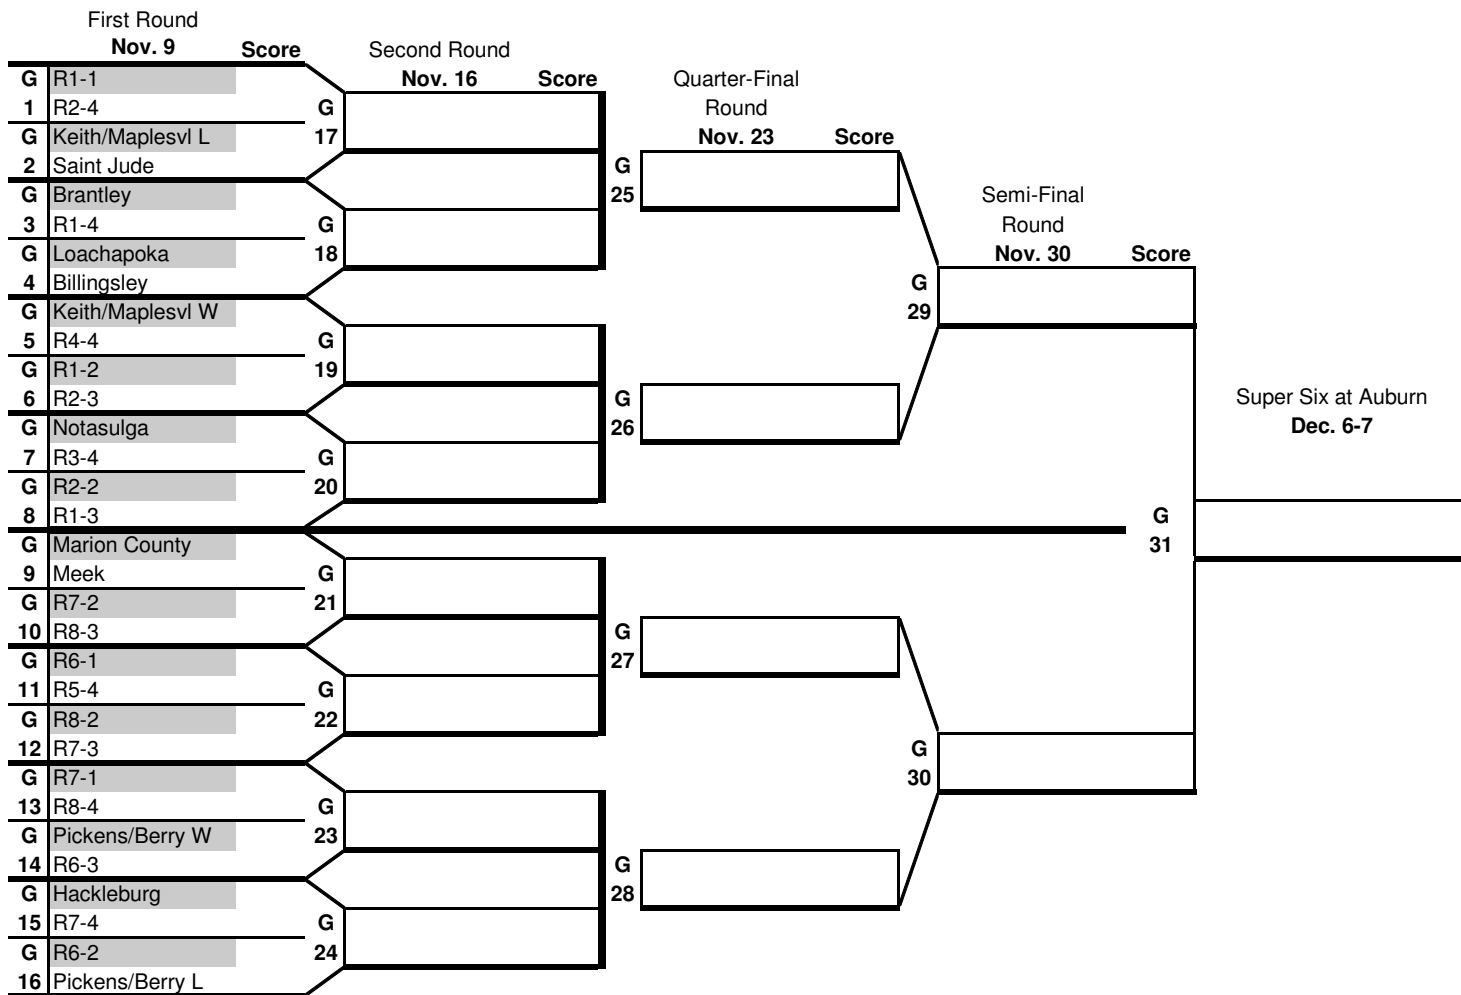 First Round
Nov. 9 Score
G R1-1
1 R2-4
G Keith/Maplesvl L
2 Saint Jude
G Brantley
3 R1-4
G Loachapoka
4 Billingsley
G Keith/Maplesvl W
5 R4-4
G R1-2
6 R2-3
G Notasulga
7 R3-4
G R2-2
8 R1-3
G Marion County
9 Meek
G R7-2
10 R8-3
G R6-1
11 R5-4
G R8-2
12 R7-3
G R7-1
13 R8-4
G Pickens/Berry W
14 R6-3
G Hackleburg
15 R7-4
G R6-2
16 Pickens/Berry L
Second Round
Nov. 16 Score
G
17
G
18
G
19
G
20
G
21
G
22
G
23
G
24
Quarter-Final
Round
Nov. 23 Score
G
25
G
26
G
27
G
28
Semi-Final
Round
Nov. 30 Score
G
29
G
30
Super Six at Auburn
Dec. 6-7
G
31